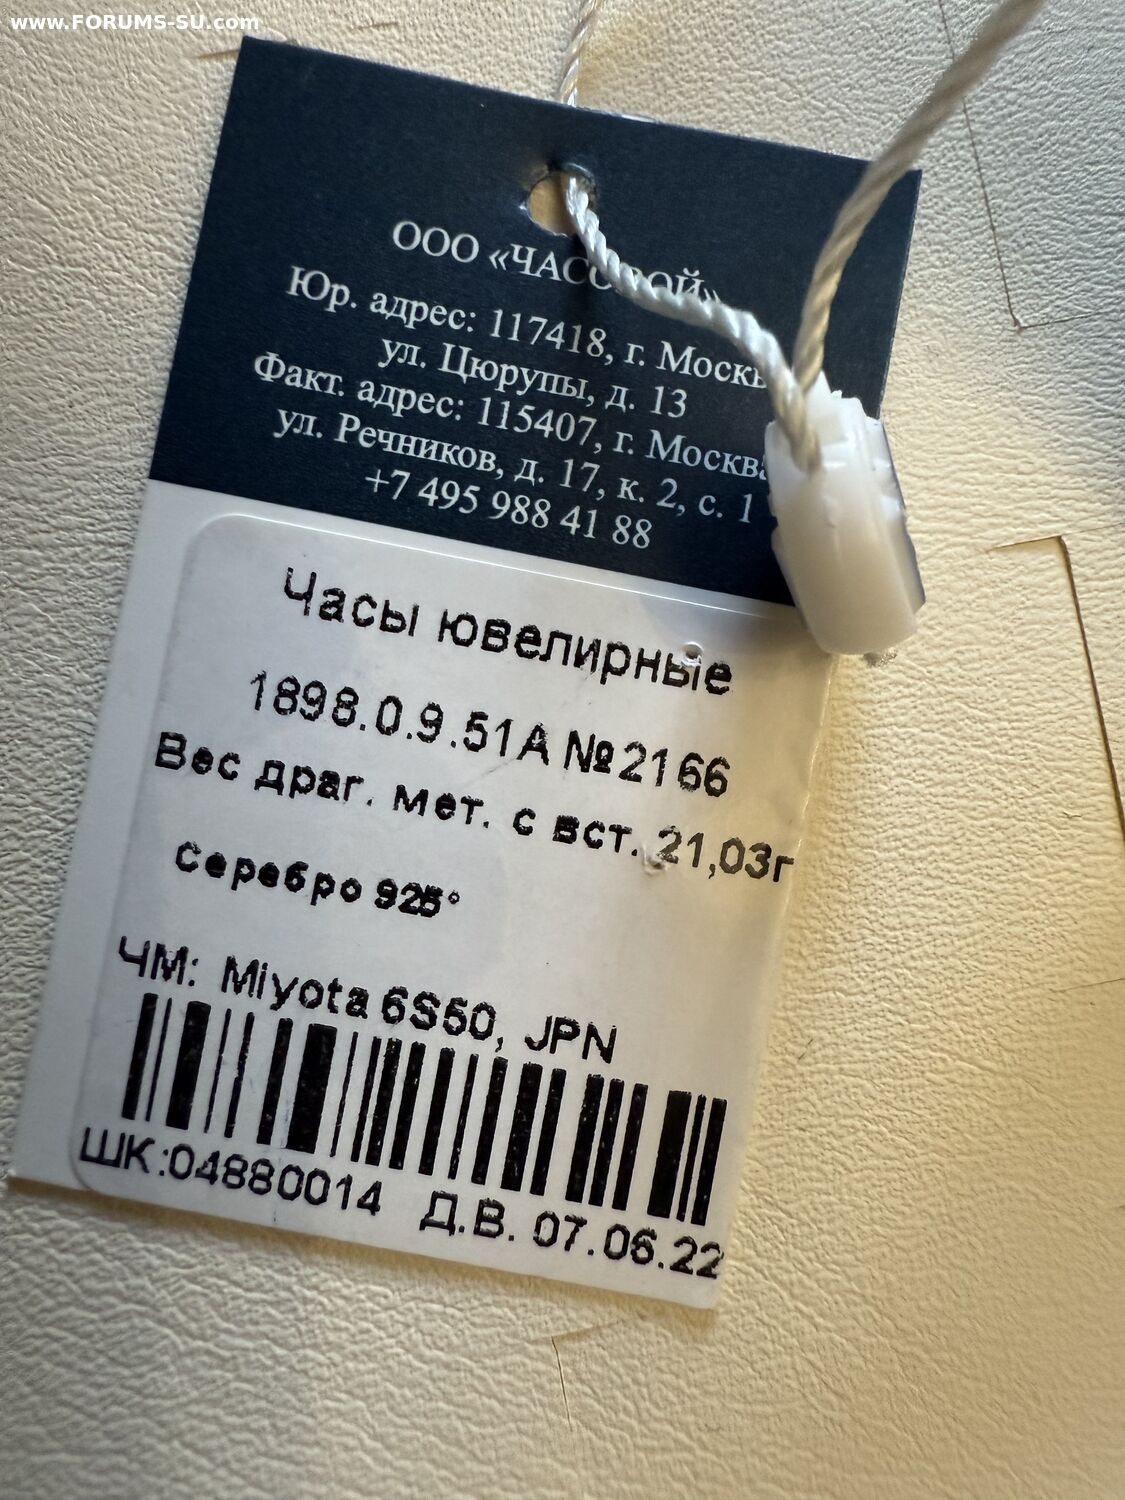 www.FORUMS-SU.com
ООО «ЧАСОВОЙ»
Юр. адрес: 117418, г. Москва
ул. Цюрупы, д. 13
Факт. адрес: 115407, г. Москва
ул. Речников, д. 17, к. 2, с. 1
+7 495 988 41 88
Часы ювелирные
1898.0.9.51А №2166
Вес драг. мет. с вст. 21,03г
Серебро 925°
ЧМ: Miyota 6S50, JPN
ШК:04880014 Д.В. 07.06.22